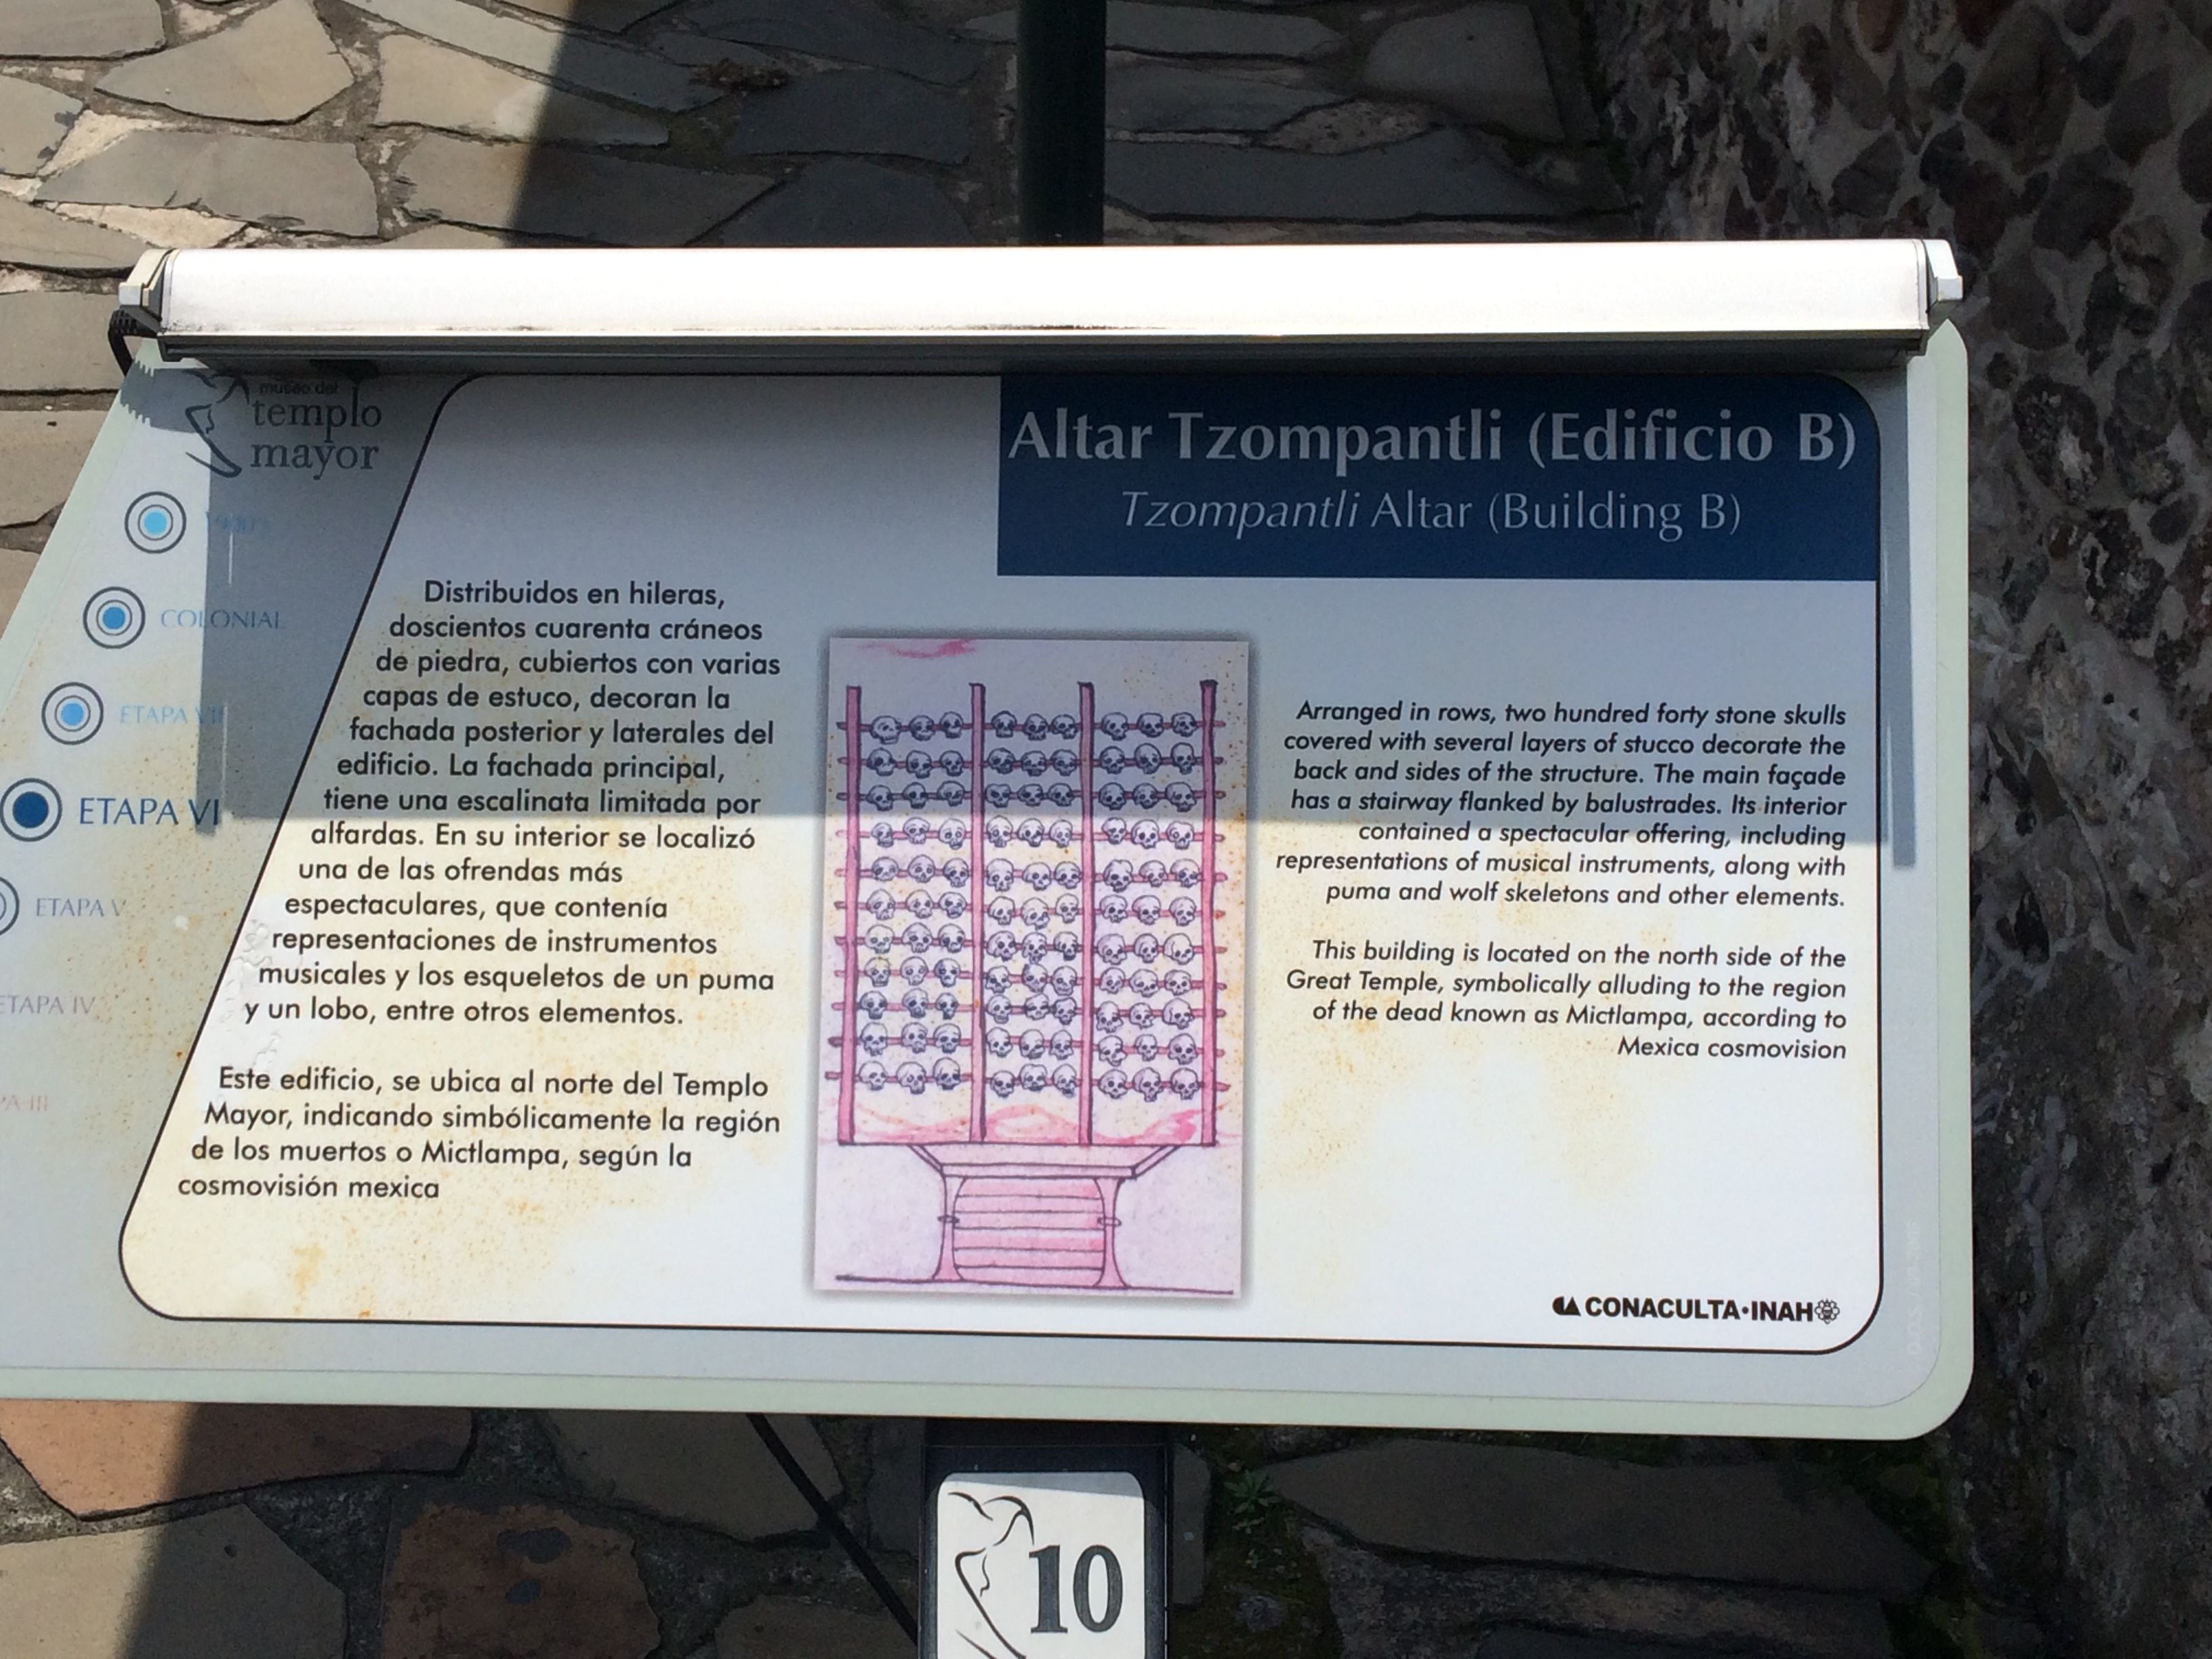 museo del
templo
mayor
COLONIAL
ETAPA VII
ETAPA VI
ETAPA V
ETAPA IV
III
Altar Tzompantli (Edificio B)
Tzompantli Altar (Building B)
Distribuidos en hileras,
doscientos cuarenta cráneos
de piedra, cubiertos con varias
capas de estuco, decoran la
fachada posterior y laterales del
edificio. La fachada principal,
tiene una escalinata limitada por
alfardas. En su interior se localizó
una de las ofrendas más
espectaculares, que contenía
representaciones de instrumentos
musicales y los esqueletos de un puma
y un lobo, entre otros elementos.
Este edificio, se ubica al norte del Templo
Mayor, indicando simbólicamente la región
de los muertos o Mictlampa, según la
cosmovisión mexica
Arranged in rows, two hundred forty stone skulls
covered with several layers of stucco decorate the
back and sides of the structure. The main façade
has a stairway flanked by balustrades. Its interior
contained a spectacular offering, including
representations of musical instruments, along with
puma and wolf skeletons and other elements.
This building is located on the north side of the
Great Temple, symbolically alluding to the region
of the dead known as Mictlampa, according to
Mexica cosmovision
CONACULTA•INAH
10